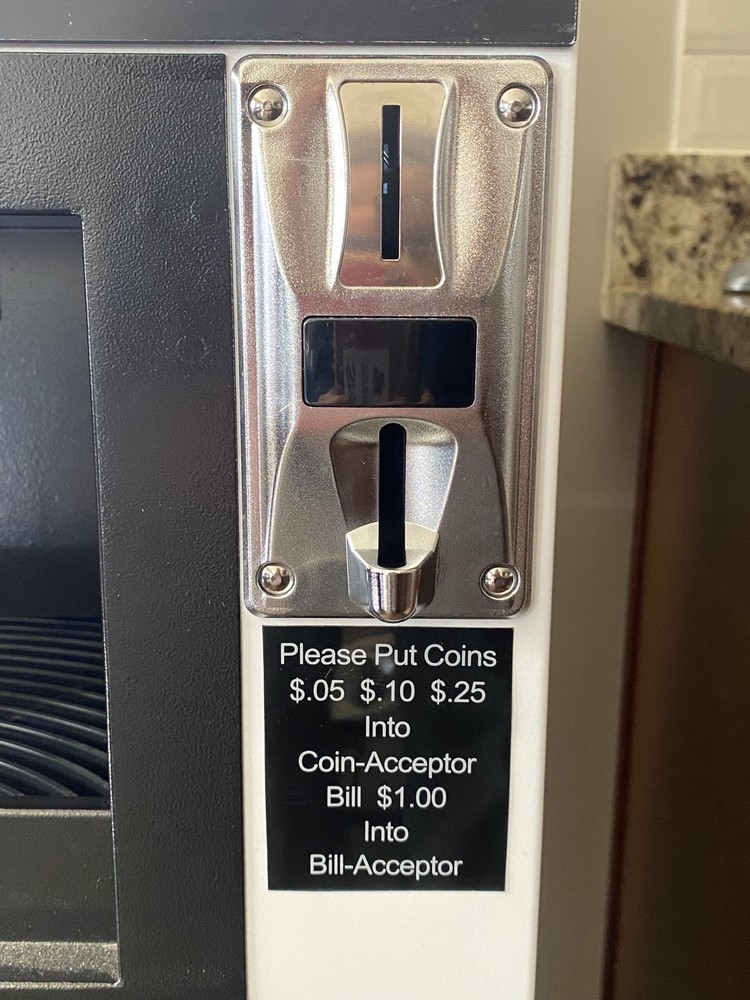 Please Put Coins
$.05 $.10 $.25
Into
Coin-Acceptor
Bill $1.00
Into
Bill-Acceptor